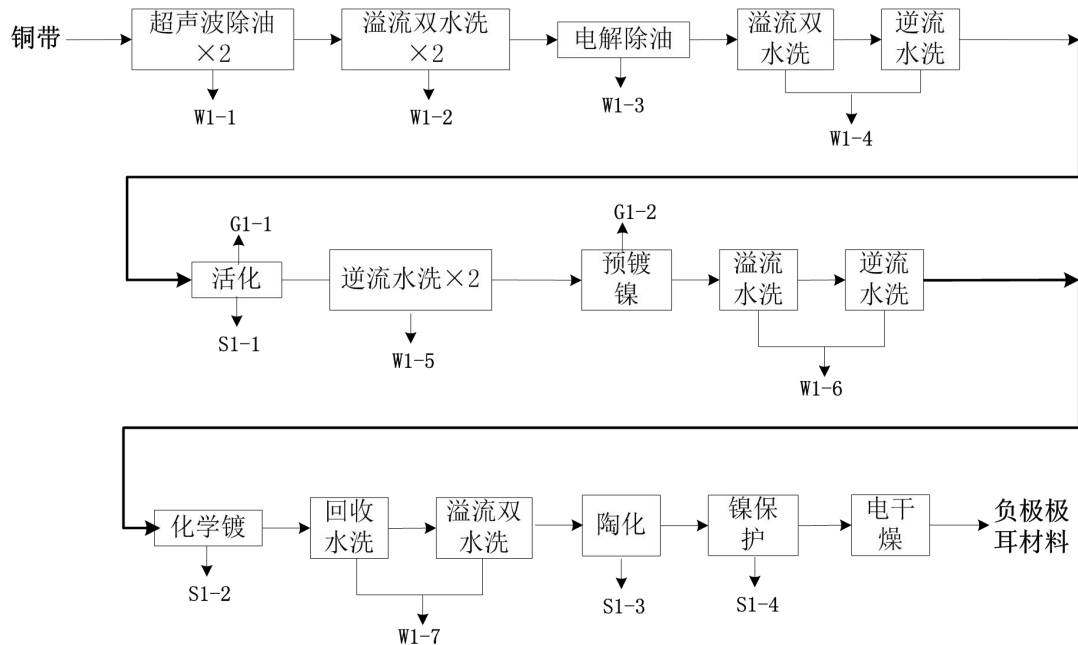 铜带
超声波除油
×2
溢流双水洗
×2
电解除油
溢流双
水洗
逆流
水洗
W1-1
W1-2
W1-3
W1-4
G1-1
G1-2
活化
逆流水洗×2
预镀
镍
溢流
水洗
逆流
水洗
S1-1
W1-5
W1-6
化学镀
回收
水洗
溢流双
水洗
陶化
镍保
护
电干
燥
负极极
耳材料
S1-2
W1-7
S1-3
S1-4